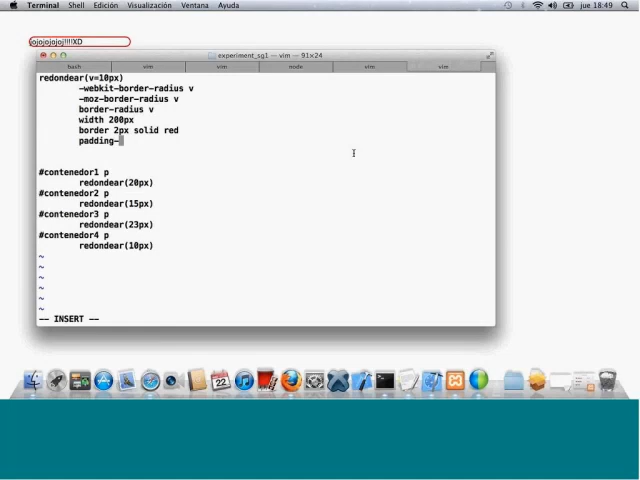 Terminal Shell Edición Visualización Ventana Ayuda jue 18:49
jojojojojoj!!!!XD
experiment_sg1 — vim — 91×24
bash vim vim node vim vim
redondear(v=10px)
-webkit-border-radius v
-moz-border-radius v
border-radius v
width 200px
border 2px solid red
padding-
#contenedor1 p
redondear(20px)
#contenedor2 p
redondear(15px)
#contenedor3 p
redondear(23px)
#contenedor4 p
redondear(10px)
~
~
~
~
~
~
-- INSERT --
22